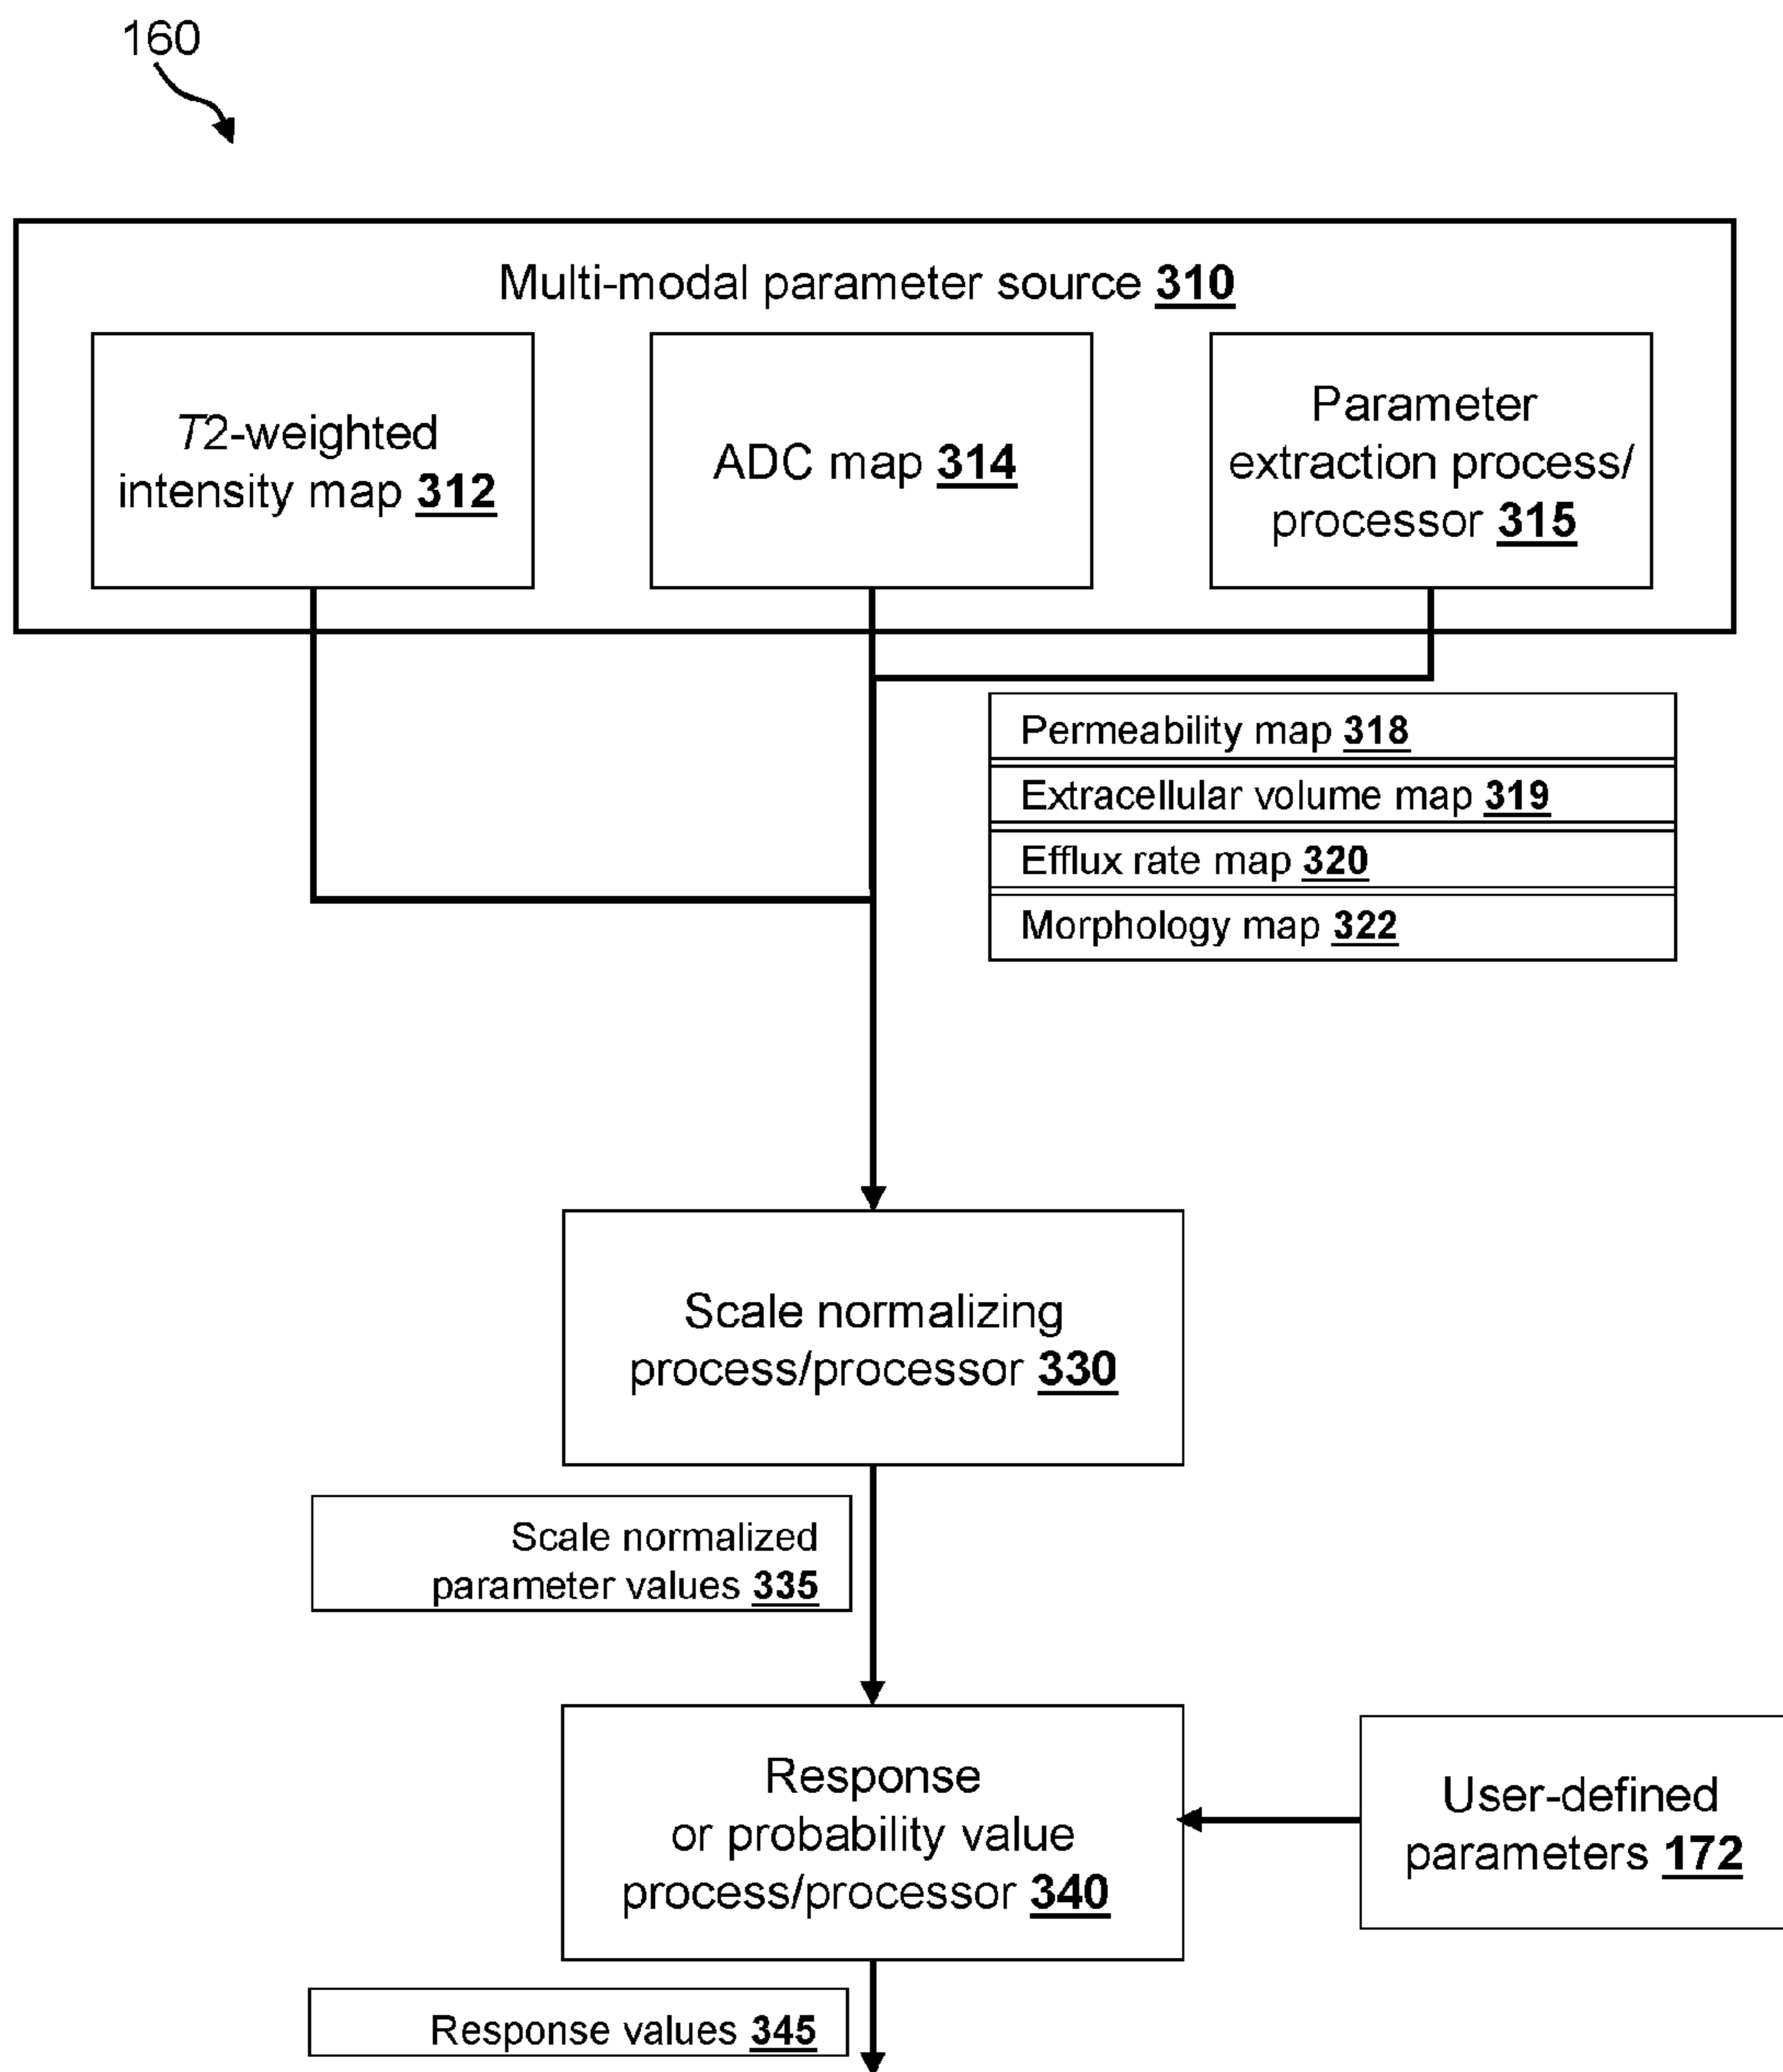 160
Multi-modal parameter source 310
T2-weighted
intensity map 312
ADC map 314
Parameter
extraction process/
processor 315
Permeability map 318
Extracellular volume map 319
Efflux rate map 320
Morphology map 322
Scale normalizing
process/processor 330
Scale normalized
parameter values 335
Response
or probability value
process/processor 340
User-defined
parameters 172
Response values 345